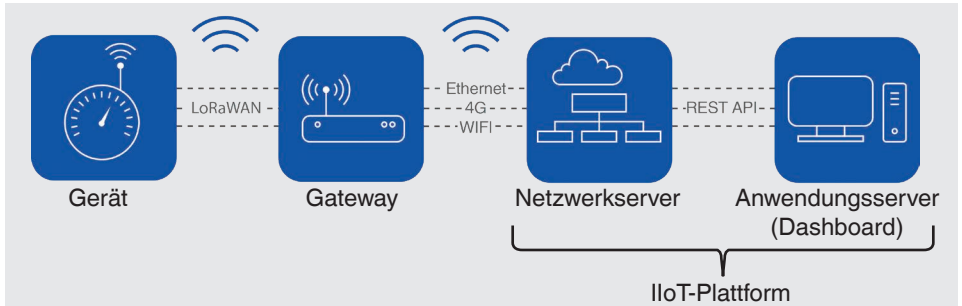 Ethernet
LoRaWAN
4G
REST API
WIFI
Gerät
Gateway
Netzwerkserver
Anwendungsserver
(Dashboard)
IIoT-Plattform